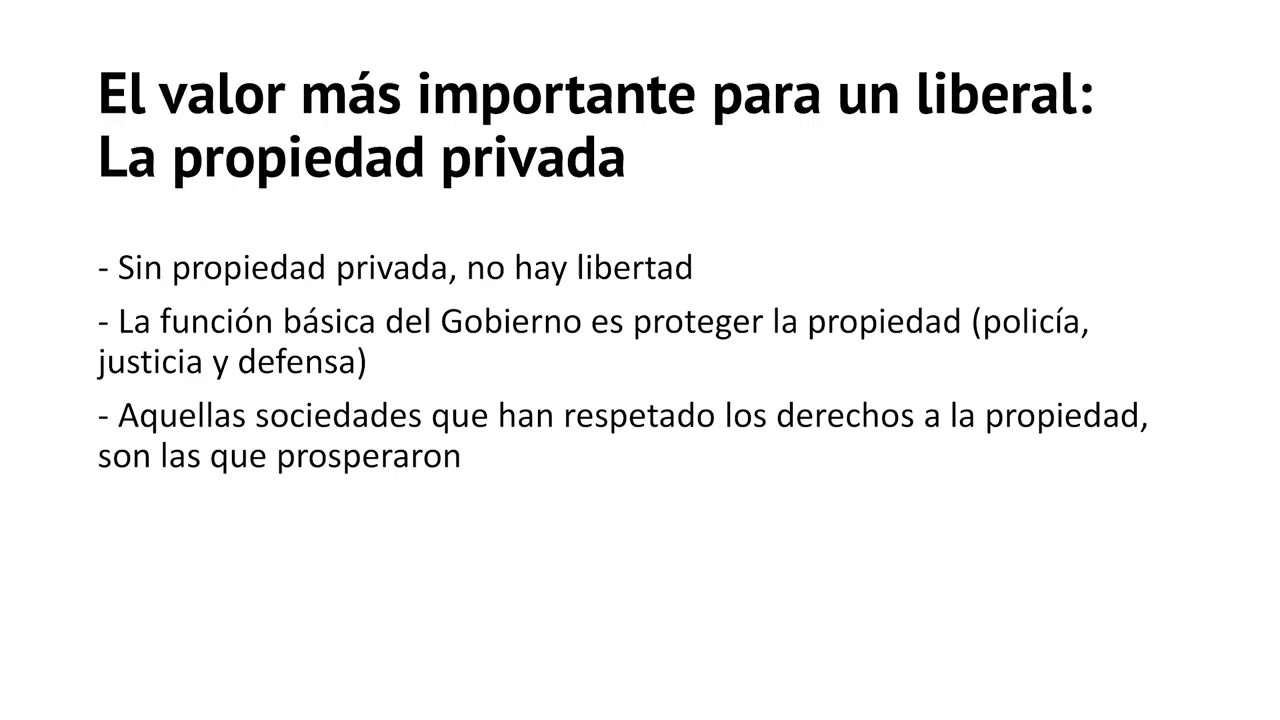 El valor más importante para un liberal:
La propiedad privada
- Sin propiedad privada, no hay libertad
- La función básica del Gobierno es proteger la propiedad (policía,
justicia y defensa)
- Aquellas sociedades que han respetado los derechos a la propiedad,
son las que prosperaron